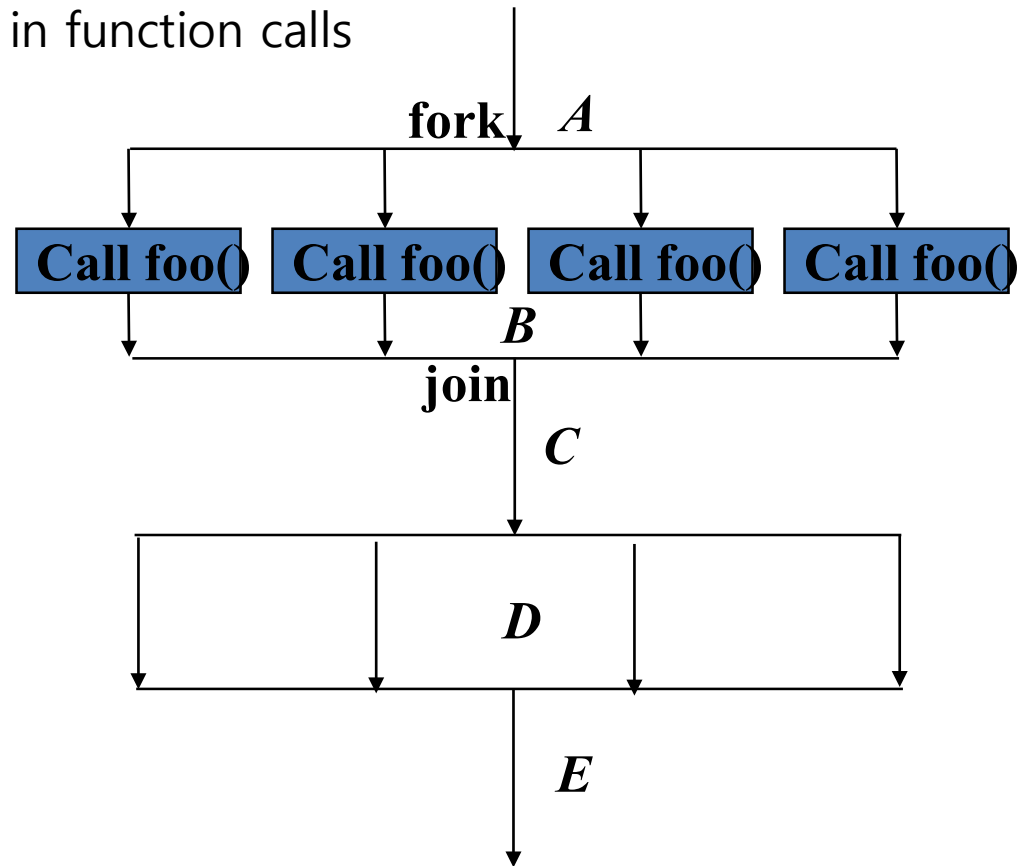 in function calls
fork A
Call foo() Call foo() Call foo() Call foo()
B
join
C
D
E